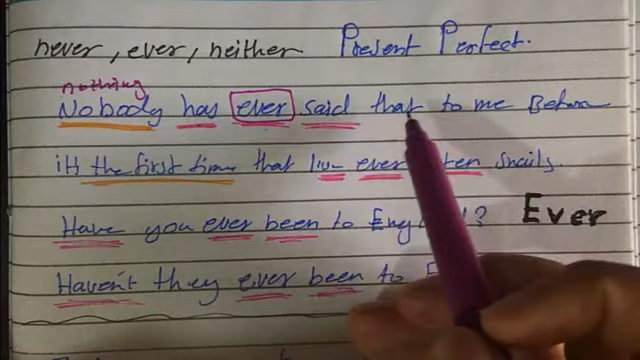 never, ever, neither Present Perfect.
nothing
Nobody has ever said that to me Before
it's the first time that I've ever eaten snails.
Have you ever been to Eng ? Ever
Haven't they ever been to